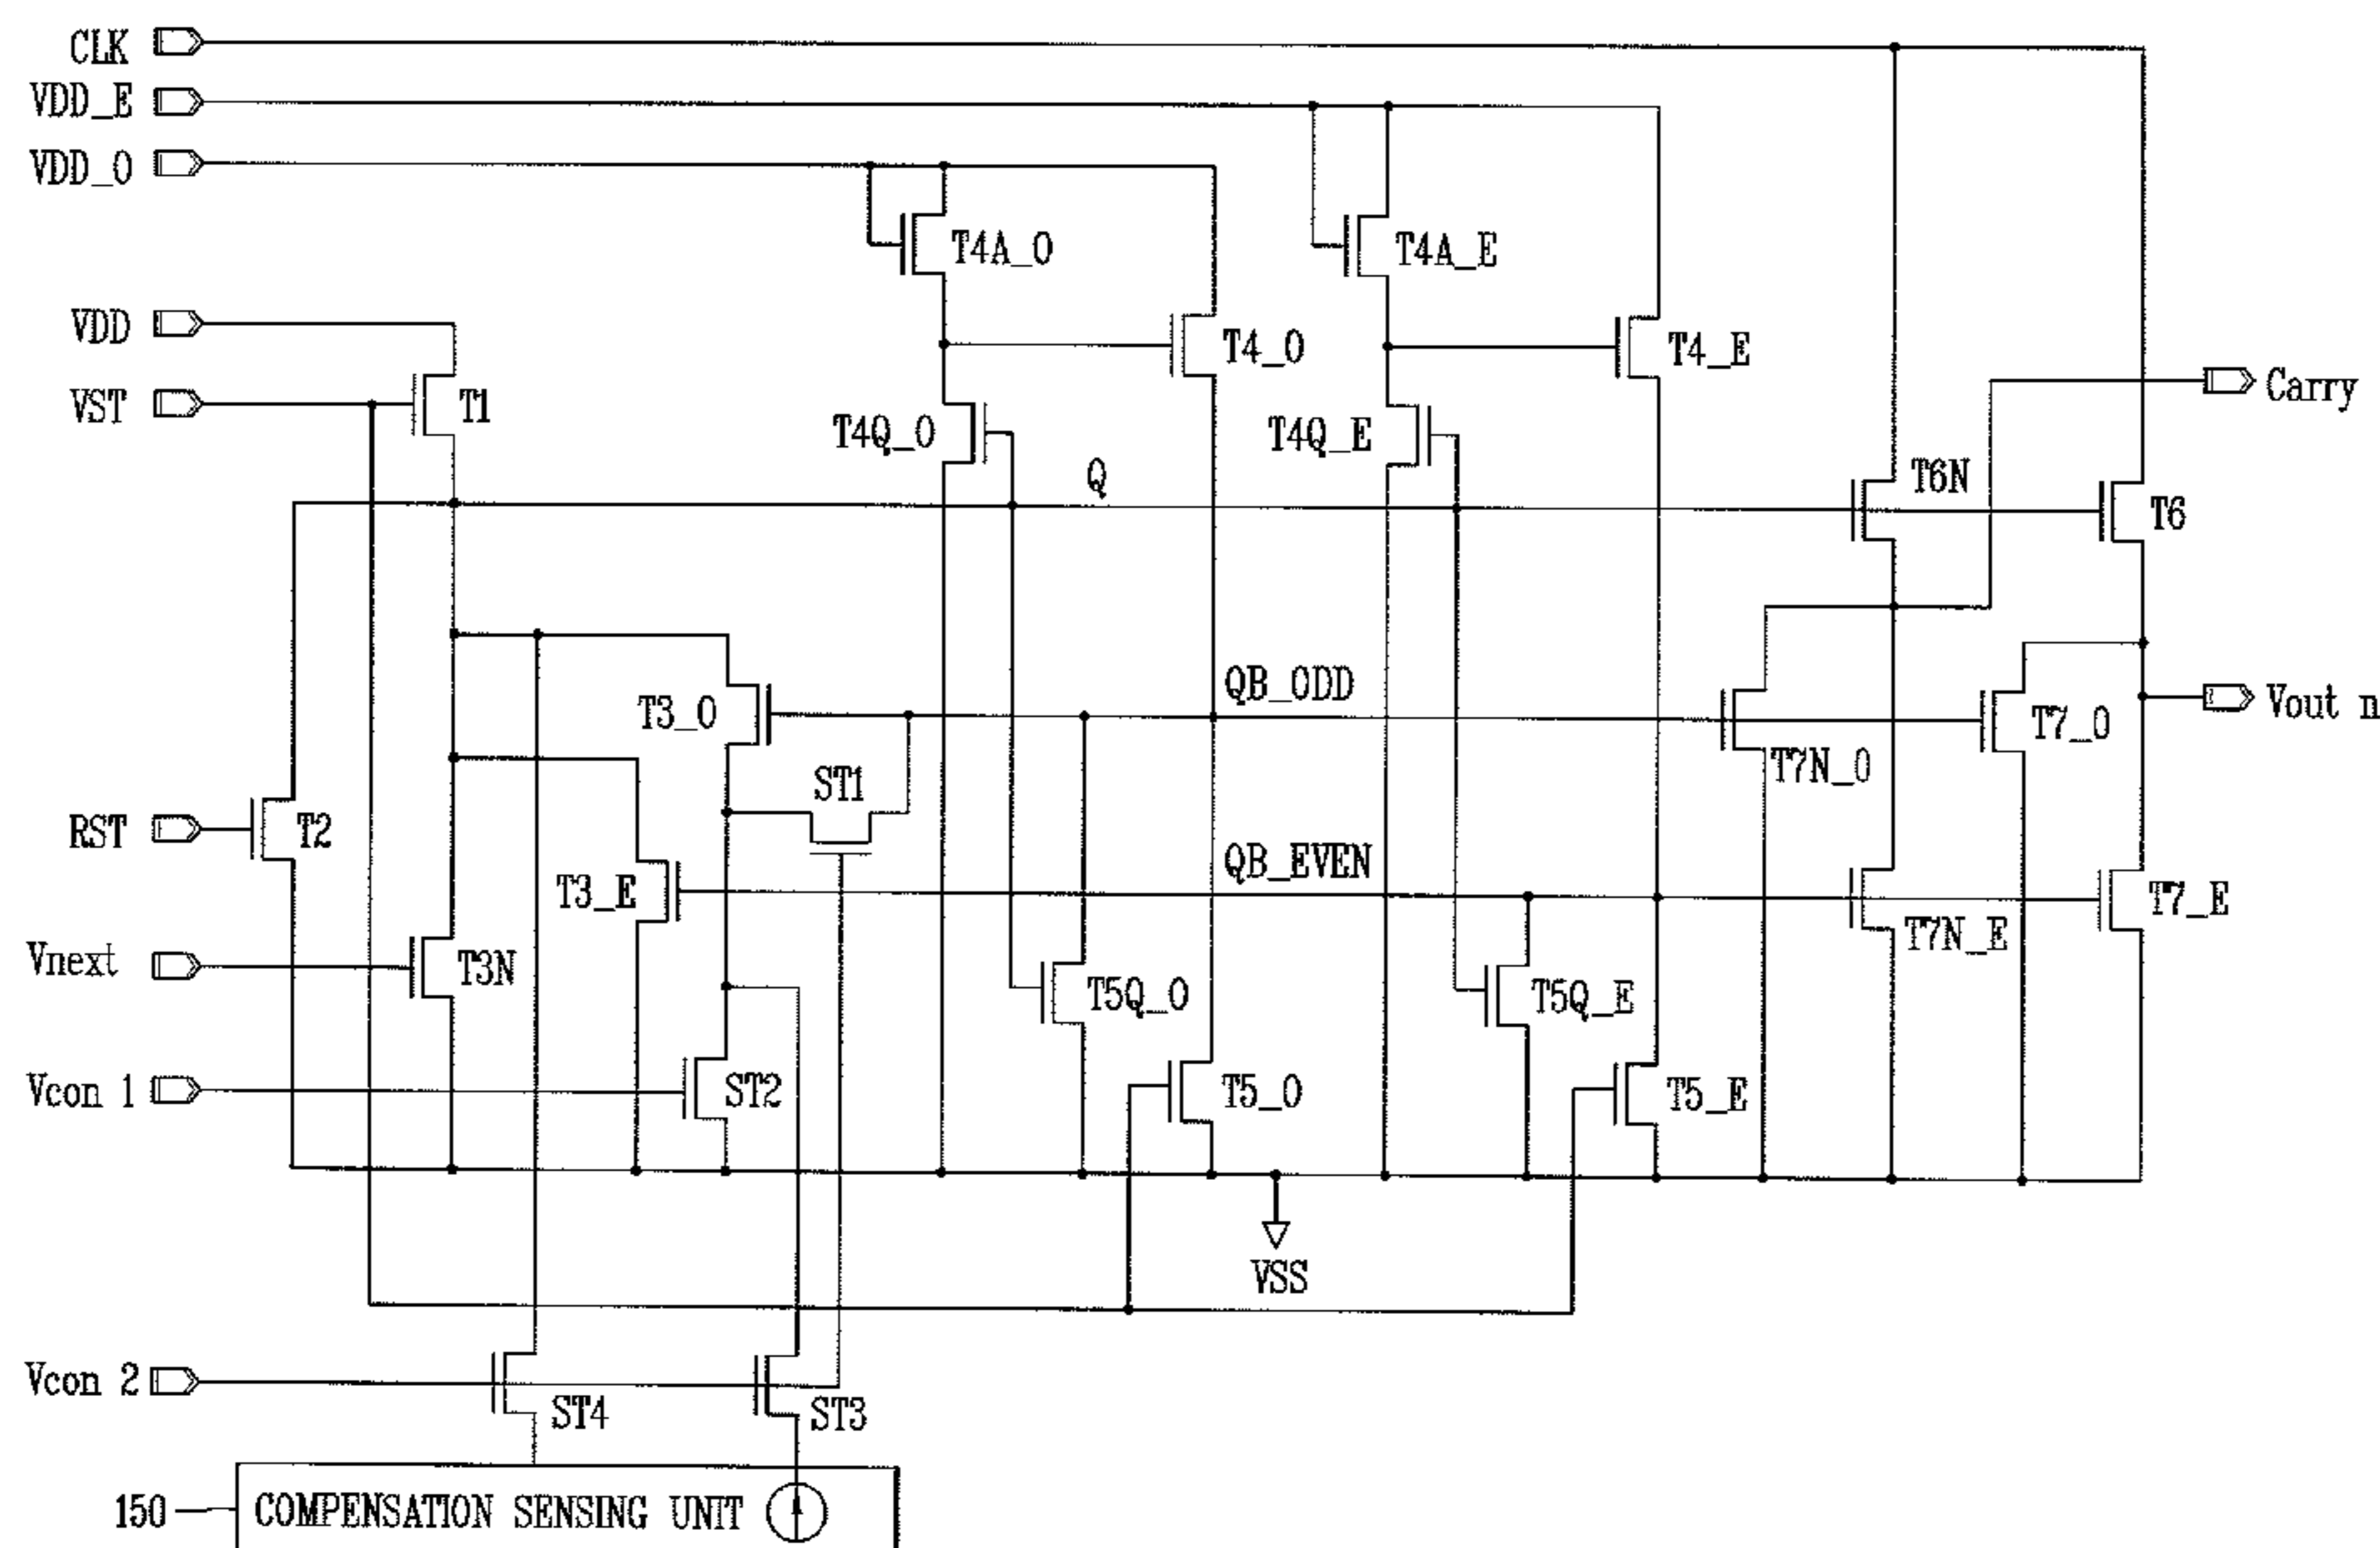 CLK
VDD_E
VDD_O
T4A_O
T4A_E
VDD
T4_O
T4_E
Carry
VST
T1
T4Q_O
T4Q_E
Q
T6N
T6
QB_ODD
T3_O
Vout n
T7_O
T7N_O
ST1
RST
T2
QB_EVEN
T3_E
T7_E
T7N_E
Vnext
T3N
T5Q_O
T5Q_E
Vcon 1
ST2
T5_O
T5_E
VSS
Vcon 2
ST4
ST3
150
COMPENSATION SENSING UNIT